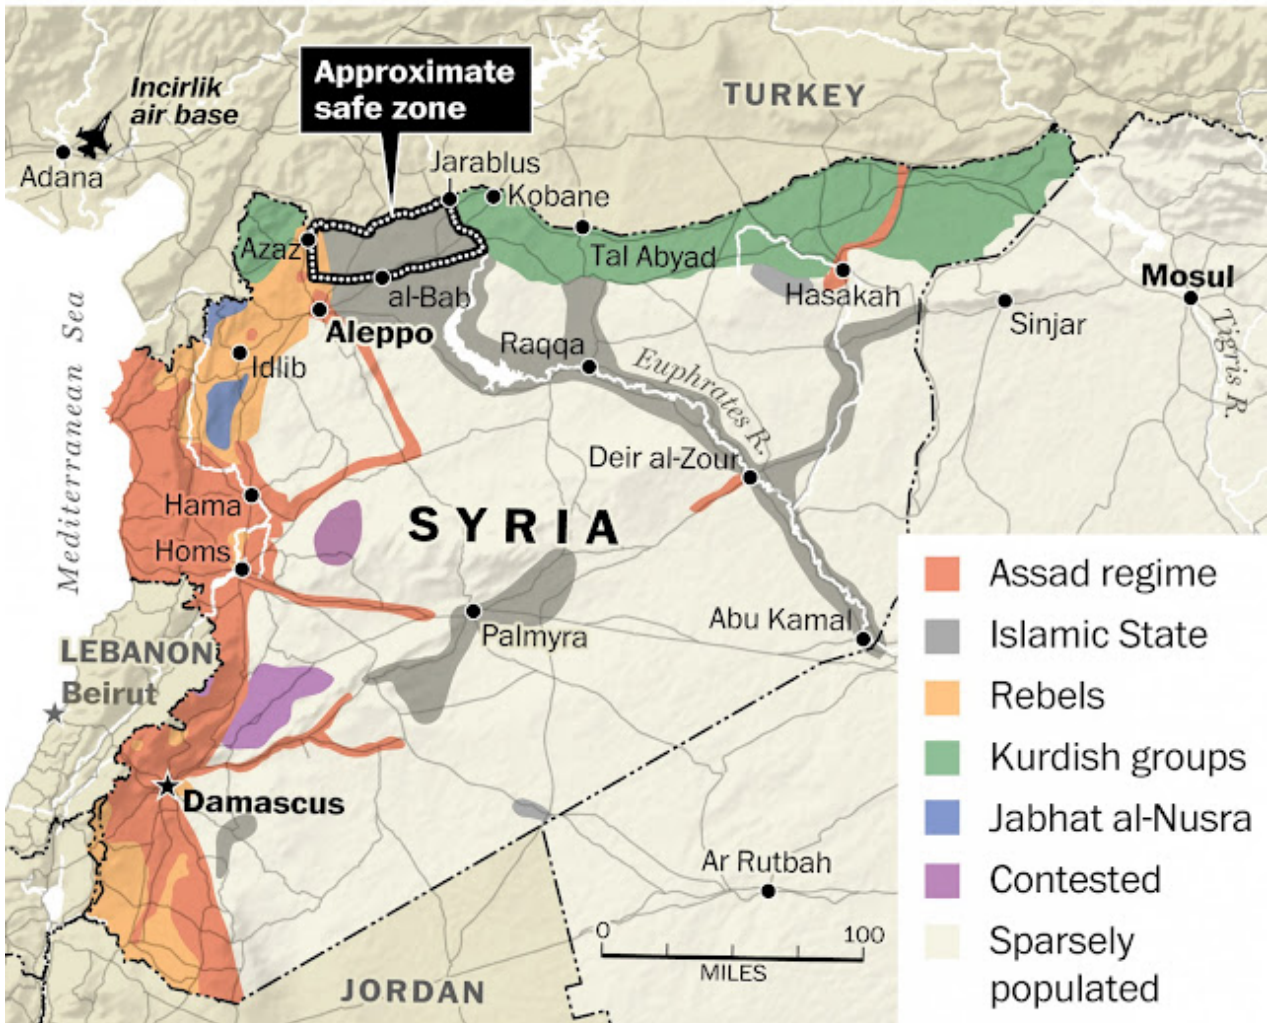 Incirlik
air base
Adana
Approximate
safe zone
TURKEY
Jarablus
Kobane
Azaz
Tal Abyad
al-Bab
Hasakah
Mosul
Sinjar
Tigris R.
Aleppo
Idlib
Raqqa
Euphrates R.
Mediterranean Sea
Deir al-Zour
Hama
SYRIA
Homs
Abu Kamal
Palmyra
LEBANON
Beirut
Damascus
Ar Rutbah
0 100
MILES
JORDAN
Assad regime
Islamic State
Rebels
Kurdish groups
Jabhat al-Nusra
Contested
Sparsely
populated